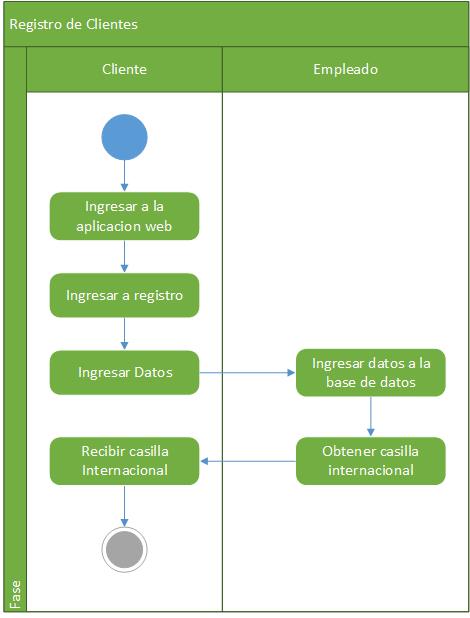 Registro de Clientes
Cliente
Empleado
Ingresar a la
aplicacion web
Ingresar a registro
Ingresar Datos
Ingresar datos a la
base de datos
Recibir casilla
Internacional
Obtener casilla
internacional
Fase